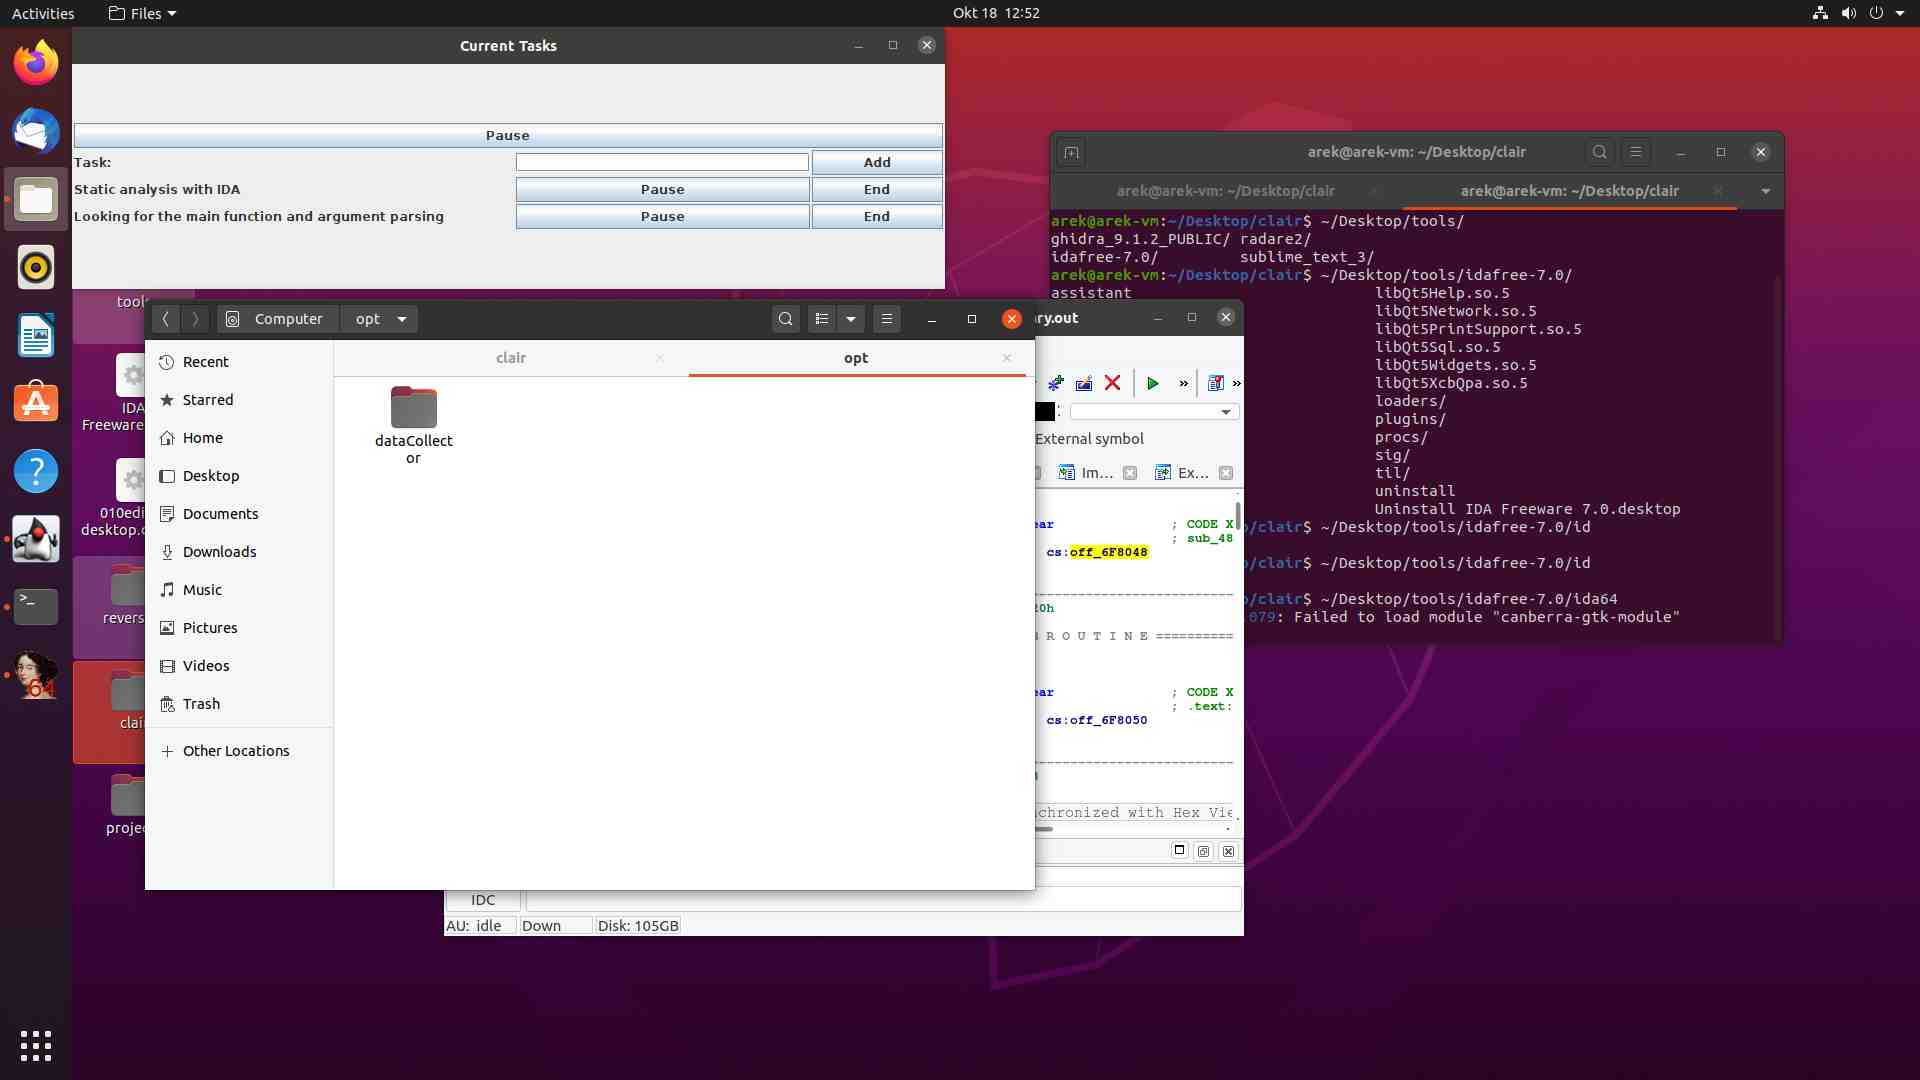 Activities
Files
Okt 18 12:52
Current Tasks
Pause
Task:
Add
Static analysis with IDA
Pause
End
Looking for the main function and argument parsing
Pause
End
arek@arek-vm: ~/Desktop/clair
arek@arek-vm: ~/Desktop/clair
arek@arek-vm: ~/Desktop/clair
arek@arek-vm:~/Desktop/clair$ ~/Desktop/tools/
ghidra_9.1.2_PUBLIC/ radare2/
idafree-7.0/ sublime_text_3/
arek@arek-vm:~/Desktop/clair$ ~/Desktop/tools/idafree-7.0/
assistant libQt5Help.so.5
libQt5Network.so.5
libQt5PrintSupport.so.5
libQt5Sql.so.5
libQt5Widgets.so.5
libQt5XcbQpa.so.5
loaders/
plugins/
procs/
sig/
til/
uninstall
Uninstall IDA Freeware 7.0.desktop
/clair$ ~/Desktop/tools/idafree-7.0/id
/clair$ ~/Desktop/tools/idafree-7.0/id
/clair$ ~/Desktop/tools/idafree-7.0/ida64
079: Failed to load module "canberra-gtk-module"
tools
IDA
Freeware
010edi
desktop.
revers
clair
projec
Computer
opt
Recent
Starred
Home
Desktop
Documents
Downloads
Music
Pictures
Videos
Trash
Other Locations
clair
opt
dataCollect
or
ry.out
External symbol
Im...
Ex...
ear ; CODE X
; sub_48
cs:off_6F8048
20h
R O U T I N E ==========
ear ; CODE X
; .text:
cs:off_6F8050
chronized with Hex Vie
IDC
AU: idle
Down
Disk: 105GB
>_
64